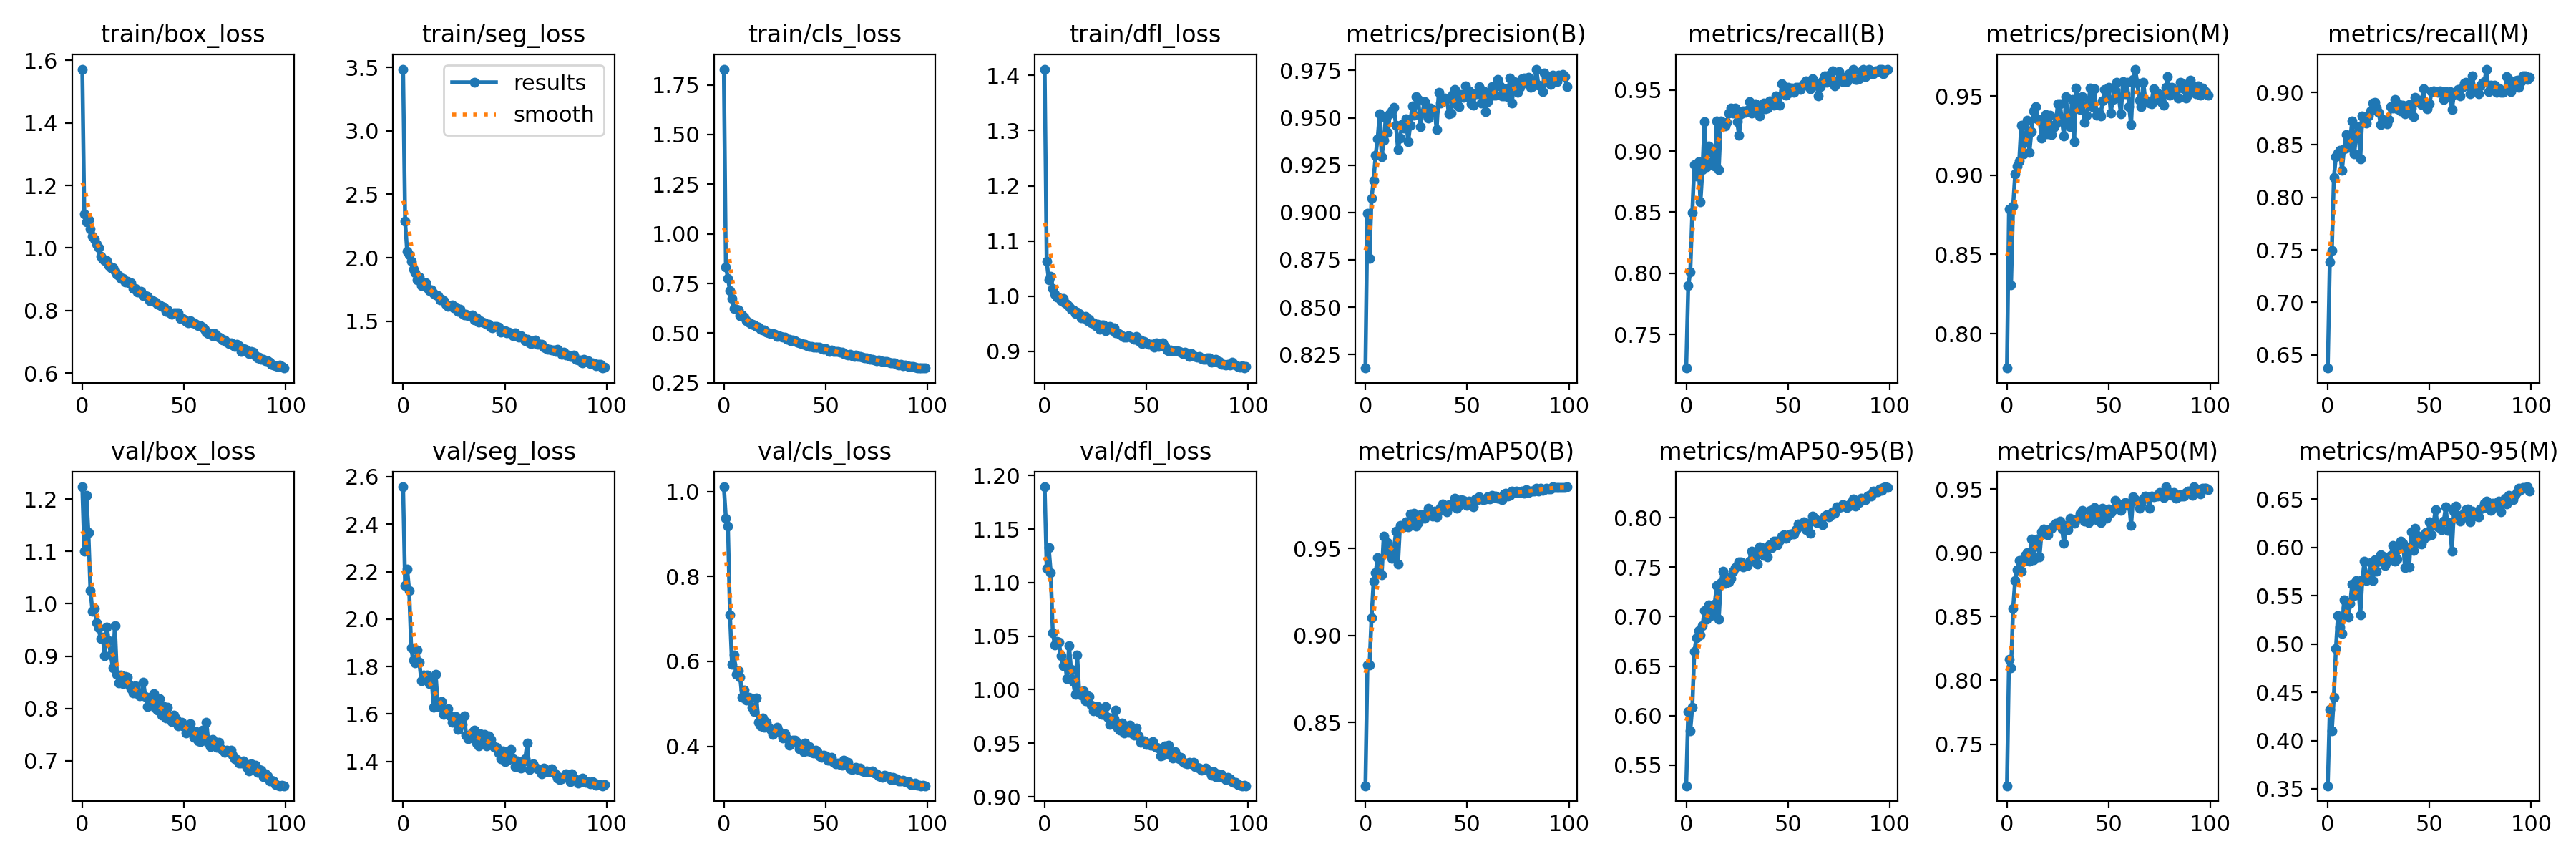 train/box_loss
1.6
1.4
1.2
1.0
0.8
0.6
0 50 100
train/seg_loss
results
smooth
3.5
3.0
2.5
2.0
1.5
0 50 100
train/cls_loss
1.75
1.50
1.25
1.00
0.75
0.50
0.25
0 50 100
train/dfl_loss
1.4
1.3
1.2
1.1
1.0
0.9
0 50 100
metrics/precision(B)
0.975
0.950
0.925
0.900
0.875
0.850
0.825
0 50 100
metrics/recall(B)
0.95
0.90
0.85
0.80
0.75
0 50 100
metrics/precision(M)
0.95
0.90
0.85
0.80
0 50 100
metrics/recall(M)
0.90
0.85
0.80
0.75
0.70
0.65
0 50 100
val/box_loss
1.2
1.1
1.0
0.9
0.8
0.7
0 50 100
val/seg_loss
2.6
2.4
2.2
2.0
1.8
1.6
1.4
0 50 100
val/cls_loss
1.0
0.8
0.6
0.4
0 50 100
val/dfl_loss
1.20
1.15
1.10
1.05
1.00
0.95
0.90
0 50 100
metrics/mAP50(B)
0.95
0.90
0.85
0 50 100
metrics/mAP50-95(B)
0.80
0.75
0.70
0.65
0.60
0.55
0 50 100
metrics/mAP50(M)
0.95
0.90
0.85
0.80
0.75
0 50 100
metrics/mAP50-95(M)
0.65
0.60
0.55
0.50
0.45
0.40
0.35
0 50 100